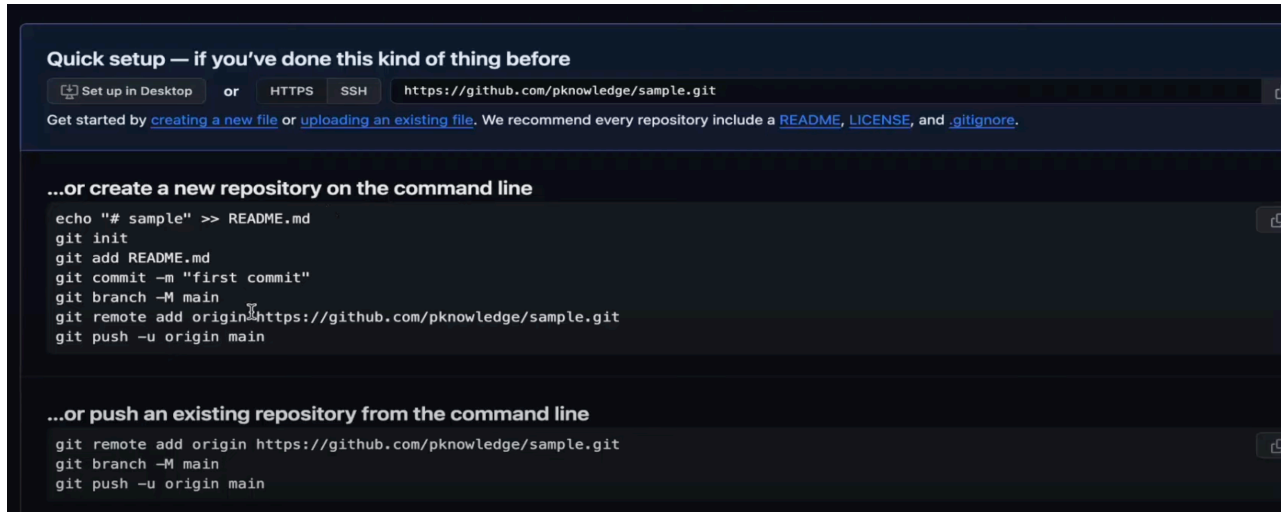 Quick setup — if you've done this kind of thing before
Set up in Desktop or HTTPS SSH https://github.com/pknowledge/sample.git
Get started by creating a new file or uploading an existing file. We recommend every repository include a README, LICENSE, and .gitignore.
...or create a new repository on the command line
echo "# sample" >> README.md
git init
git add README.md
git commit -m "first commit"
git branch -M main
git remote add origin https://github.com/pknowledge/sample.git
git push -u origin main
...or push an existing repository from the command line
git remote add origin https://github.com/pknowledge/sample.git
git branch -M main
git push -u origin main